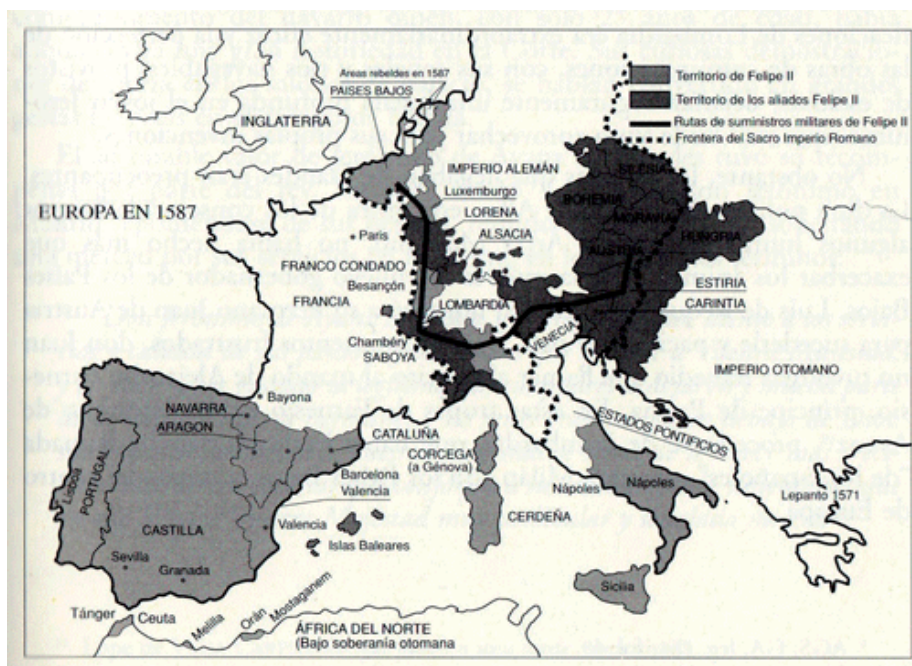 Areas rebeldes en 1587
PAISES BAJOS
INGLATERRA
Territorio de Felipe II
Territorio de los aliados Felipe II
Rutas de suministros militares de Felipe II
Frontera del Sacro Imperio Romano
IMPERIO ALEMÁN
Luxemburgo
LORENA
ALSACIA
SILESIA
BOHEMIA
MORAVIA
HUNGRIA
AUSTRIA
EUROPA EN 1587
Paris
FRANCO CONDADO
Besançón
FRANCIA
LOMBARDIA
ESTIRIA
CARINTIA
VENECIA
Chambéry
SABOYA
IMPERIO OTOMANO
Bayona
NAVARRA
ARAGON
CATALUÑA
CORCEGA
(a Génova)
ESTADOS PONTIFICIOS
Lisboa
PORTUGAL
Barcelona
Valencia
CASTILLA
Valencia
Islas Baleares
CERDEÑA
Nápoles
Nápoles
Lepanto 1571
Sevilla
Granada
Sicilia
Tánger
Ceuta
Melilla
Orán
Mostagánem
ÁFRICA DEL NORTE
(Bajo soberanía otomana